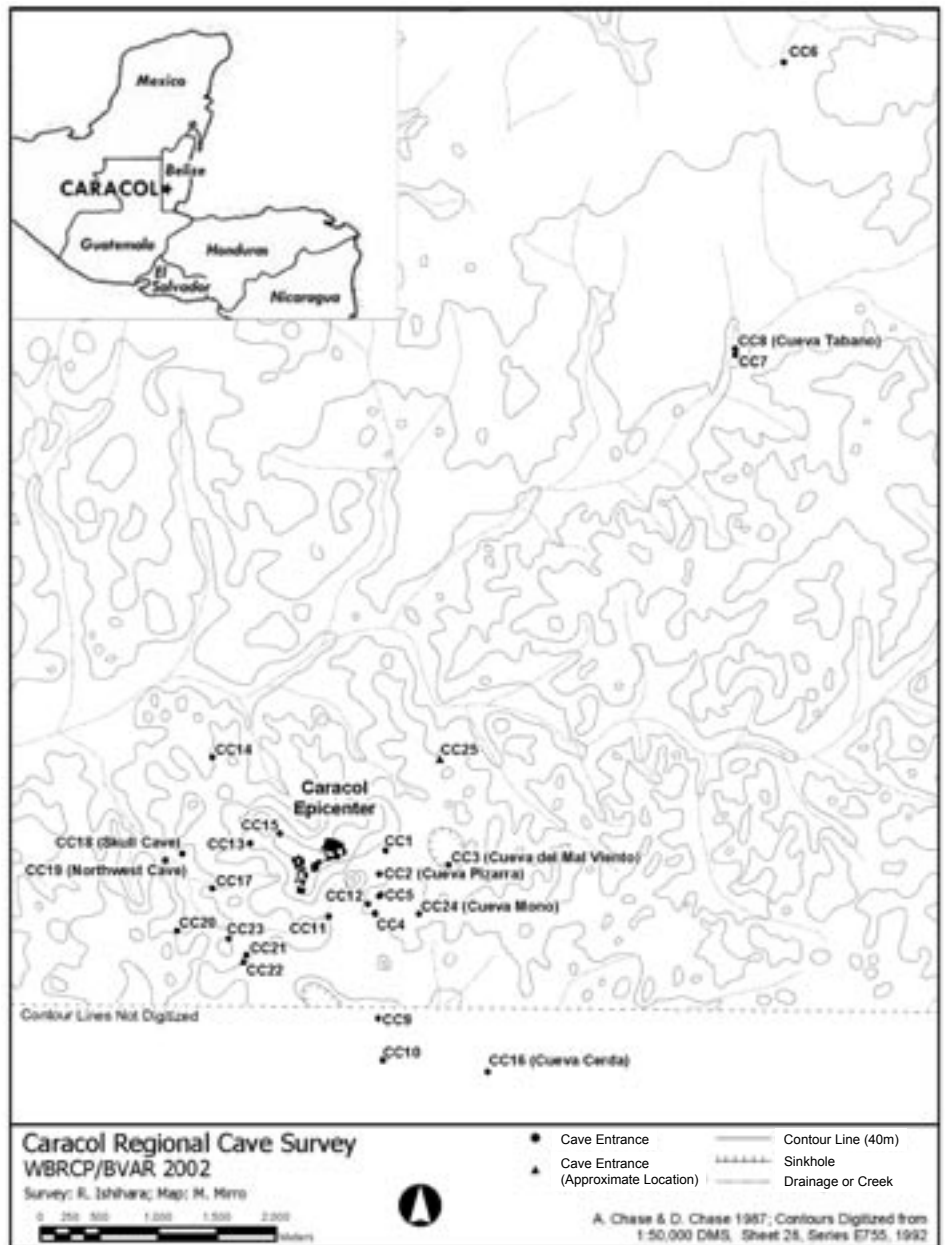 CC6
Mexico
Belize
CARACOL
Guatemala
Honduras
El
Salvador
Nicaragua
CC8 (Cueva Tabano)
CC7
CC14
CC25
Caracol
Epicenter
CC15
CC18 (Skull Cave)
CC13
CC1
CC19 (Northwest Cave)
CC3 (Cueva del Mal Viento)
CC2 (Cueva Pizarra)
CC17
CC12
CC5
CC24 (Cueva Mono)
CC20
CC23
CC11
CC4
CC21
CC22
Contour Lines Not Digitized
CC9
CC10
CC16 (Cueva Cerda)
Caracol Regional Cave Survey
WBRCP/BVAR 2002
Survey: R. Ishihara; Map: M. Mirro
0 250 500 1,000 1,500 2,000
Meters
Cave Entrance
Cave Entrance
(Approximate Location)
Contour Line (40m)
Sinkhole
Drainage or Creek
A. Chase & D. Chase 1987; Contours Digitized from
1:50,000 DMS, Sheet 28, Series E755, 1992